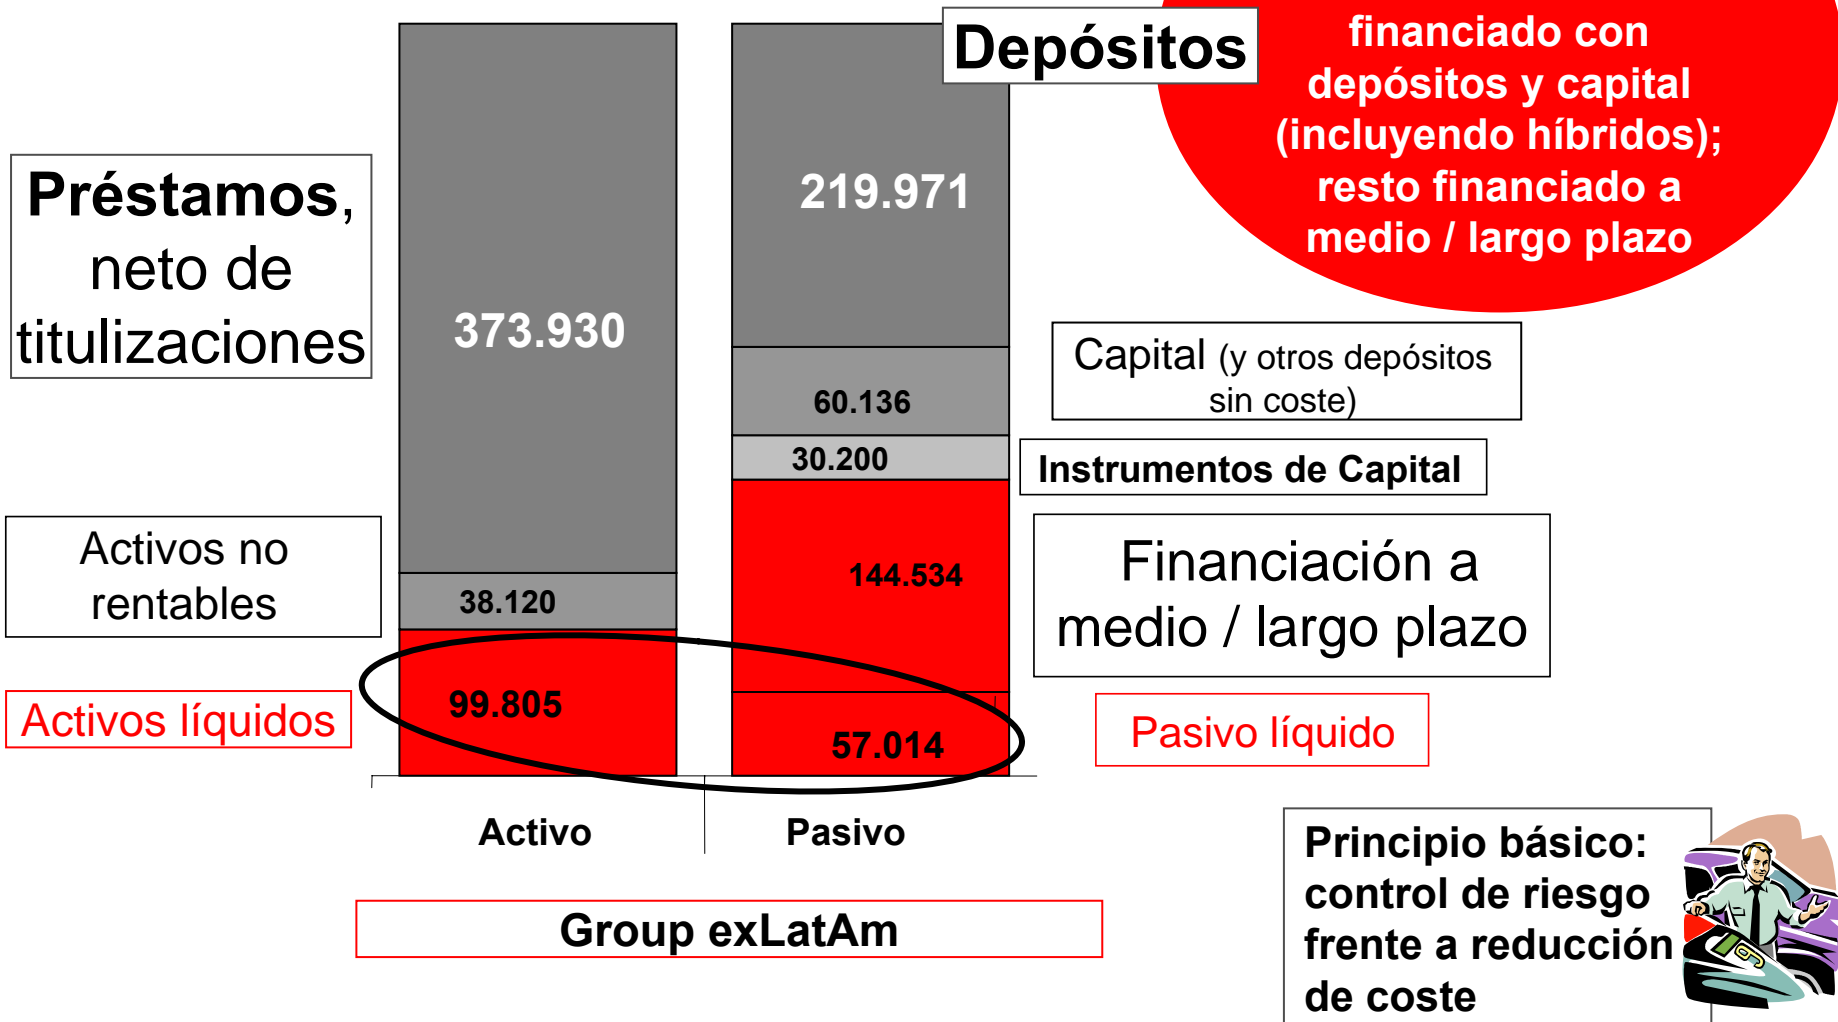 Depósitos
financiado con
depósitos y capital
(incluyendo híbridos);
resto financiado a
medio / largo plazo
Préstamos,
neto de
titulizaciones
373.930
219.971
60.136
Capital (y otros depósitos
sin coste)
30.200
Instrumentos de Capital
Activos no
rentables
38.120
144.534
Financiación a
medio / largo plazo
Activos líquidos
99.805
57.014
Pasivo líquido
Activo
Pasivo
Group exLatAm
Principio básico:
control de riesgo
frente a reducción
de coste
19